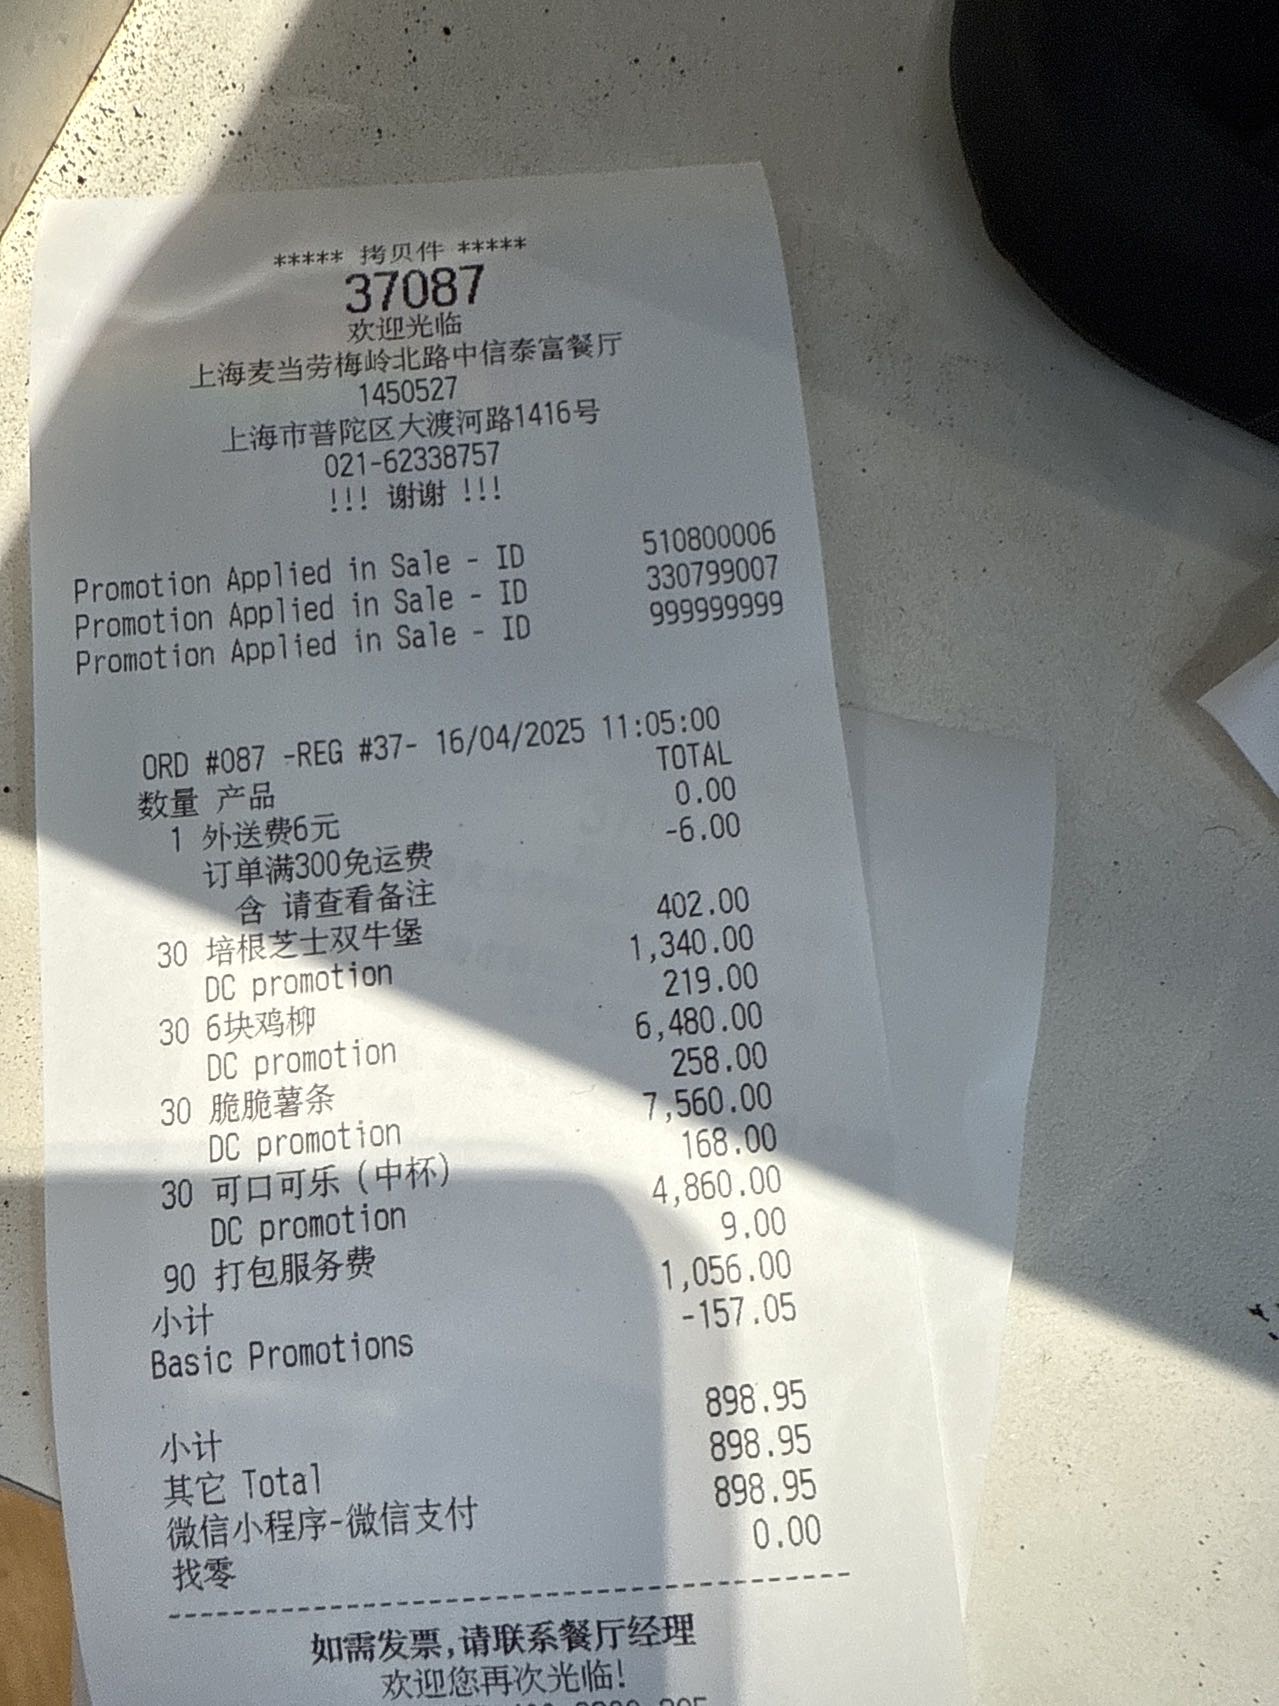 ***** 拷贝件 *****
37087
欢迎光临
上海麦当劳梅岭北路中信泰富餐厅
1450527
上海市普陀区大渡河路1416号
021-62338757
!!! 谢谢 !!!
Promotion Applied in Sale - ID 510800006
Promotion Applied in Sale - ID 330799007
Promotion Applied in Sale - ID 999999999
ORD #087 -REG #37- 16/04/2025 11:05:00
数量 产品 TOTAL
1 外送费6元 0.00
订单满300免运费 -6.00
含 请查看备注
30 培根芝士双牛堡 402.00
DC promotion 1,340.00
30 6块鸡柳 219.00
DC promotion 6,480.00
30 脆脆薯条 258.00
DC promotion 7,560.00
30 可口可乐(中杯) 168.00
DC promotion 4,860.00
90 打包服务费 9.00
小计 1,056.00
Basic Promotions -157.05
小计 898.95
其它 Total 898.95
微信小程序-微信支付 898.95
找零 0.00
如需发票,请联系餐厅经理
欢迎您再次光临!